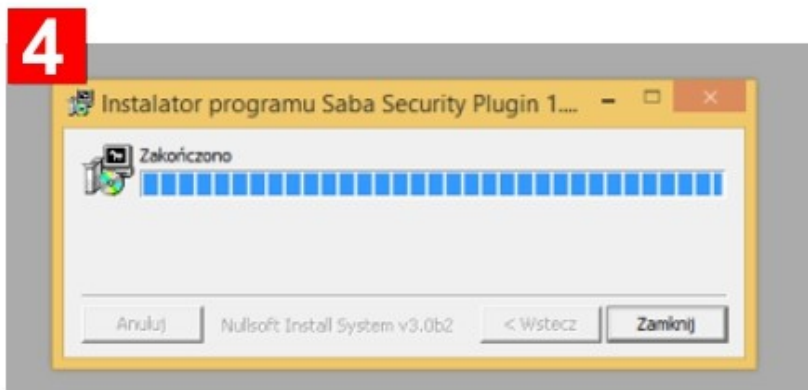 4
Instalator programu Saba Security Plugin 1....
Zakończono
Anuluj Nullsoft Install System v3.0b2 < Wstecz Zamknij